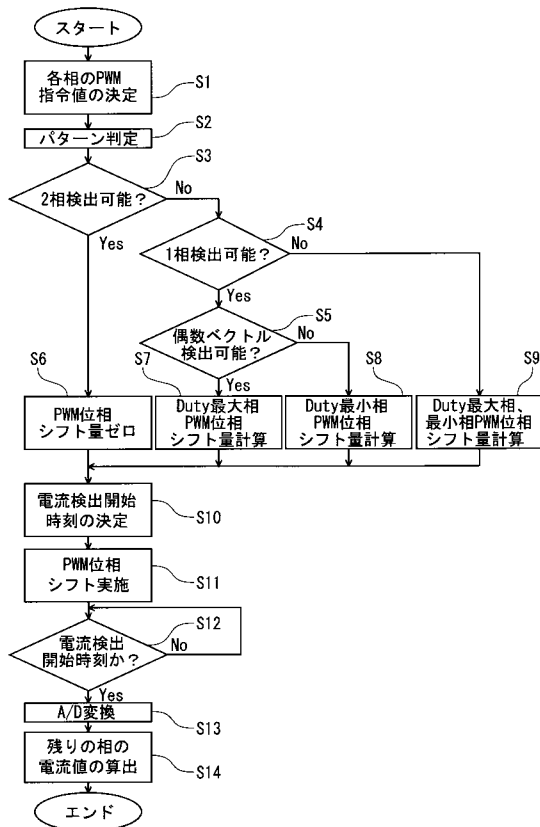 スタート
各相のPWM
指令値の決定
S1
パターン判定
S2
2相検出可能?
S3
No
Yes
1相検出可能?
S4
No
Yes
偶数ベクトル
検出可能?
S5
No
Yes
S6
PWM位相
シフト量ゼロ
S7
Duty最大相
PWM位相
シフト量計算
S8
Duty最小相
PWM位相
シフト量計算
S9
Duty最大相、
最小相PWM位相
シフト量計算
電流検出開始
時刻の決定
S10
PWM位相
シフト実施
S11
電流検出
開始時刻か?
S12
No
Yes
A/D変換
S13
残りの相の
電流値の算出
S14
エンド